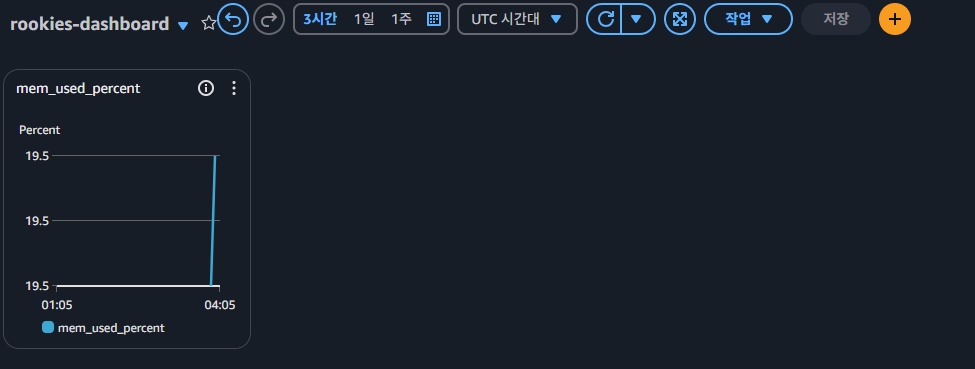 rookies-dashboard 3시간 1일 1주 UTC 시간대 작업 저장
mem_used_percent
Percent
19.5
19.5
19.5
01:05 04:05
mem_used_percent